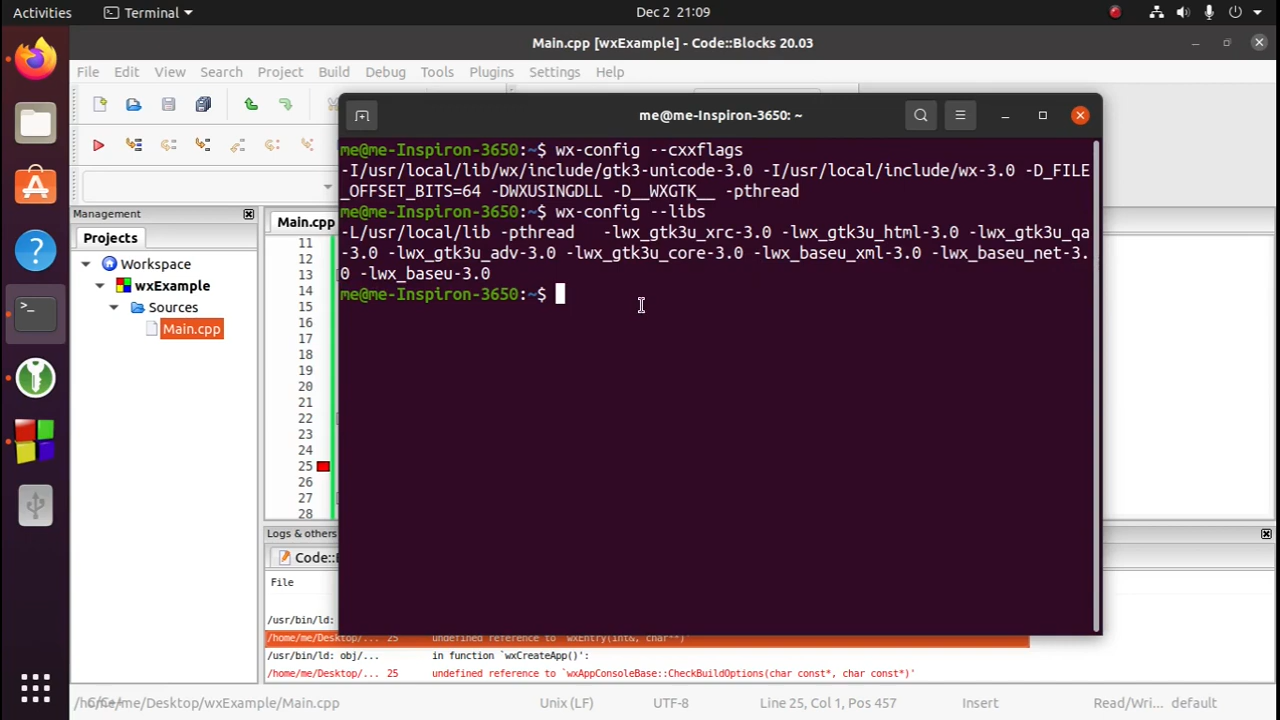 Activities Terminal Dec 2 21:09
Main.cpp [wxExample] - Code::Blocks 20.03
File Edit View Search Project Build Debug Tools Plugins Settings Help
me@me-Inspiron-3650: ~
me@me-Inspiron-3650:~$ wx-config --cxxflags
-I/usr/local/lib/wx/include/gtk3-unicode-3.0 -I/usr/local/include/wx-3.0 -D_FILE
_OFFSET_BITS=64 -DWXUSINGDLL -D__WXGTK__ -pthread
me@me-Inspiron-3650:~$ wx-config --libs
-L/usr/local/lib -pthread   -lwx_gtk3u_xrc-3.0 -lwx_gtk3u_html-3.0 -lwx_gtk3u_qa
-3.0 -lwx_gtk3u_adv-3.0 -lwx_gtk3u_core-3.0 -lwx_baseu_xml-3.0 -lwx_baseu_net-3.
0 -lwx_baseu-3.0
me@me-Inspiron-3650:~$
Management
Projects
Workspace
wxExample
Sources
Main.cpp
Main.cpp
11
12
13
14
15
16
17
18
19
20
21
22
23
24
25
26
27
28
Logs & others
Code::
File
/usr/bin/ld:
/home/me/Desktop/... 25 undefined reference to `wxEntry(int&, char**)'
/usr/bin/ld: obj/... in function `wxCreateApp()':
/home/me/Desktop/... 25 undefined reference to `wxAppConsoleBase::CheckBuildOptions(char const*, char const*)'
/me/Desktop/wxExample/Main.cpp Unix (LF) UTF-8 Line 25, Col 1, Pos 457 Insert Read/Wri... default